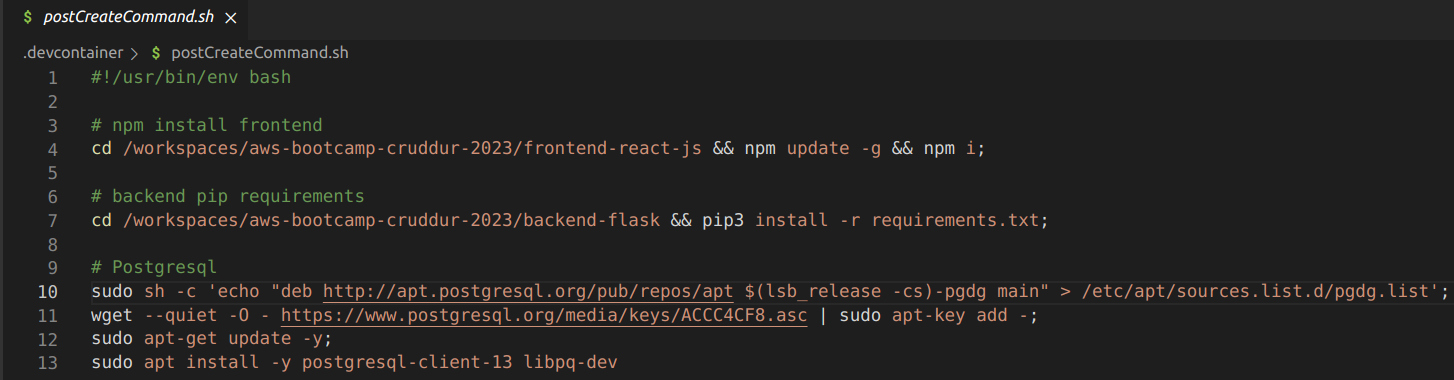 $ postCreateCommand.sh ×
.devcontainer > $ postCreateCommand.sh
1 #!/usr/bin/env bash
2
3 # npm install frontend
4 cd /workspaces/aws-bootcamp-cruddur-2023/frontend-react-js && npm update -g && npm i;
5
6 # backend pip requirements
7 cd /workspaces/aws-bootcamp-cruddur-2023/backend-flask && pip3 install -r requirements.txt;
8
9 # Postgresql
10 sudo sh -c 'echo "deb http://apt.postgresql.org/pub/repos/apt $(lsb_release -cs)-pgdg main" > /etc/apt/sources.list.d/pgdg.list';
11 wget --quiet -O - https://www.postgresql.org/media/keys/ACCC4CF8.asc | sudo apt-key add -;
12 sudo apt-get update -y;
13 sudo apt install -y postgresql-client-13 libpq-dev